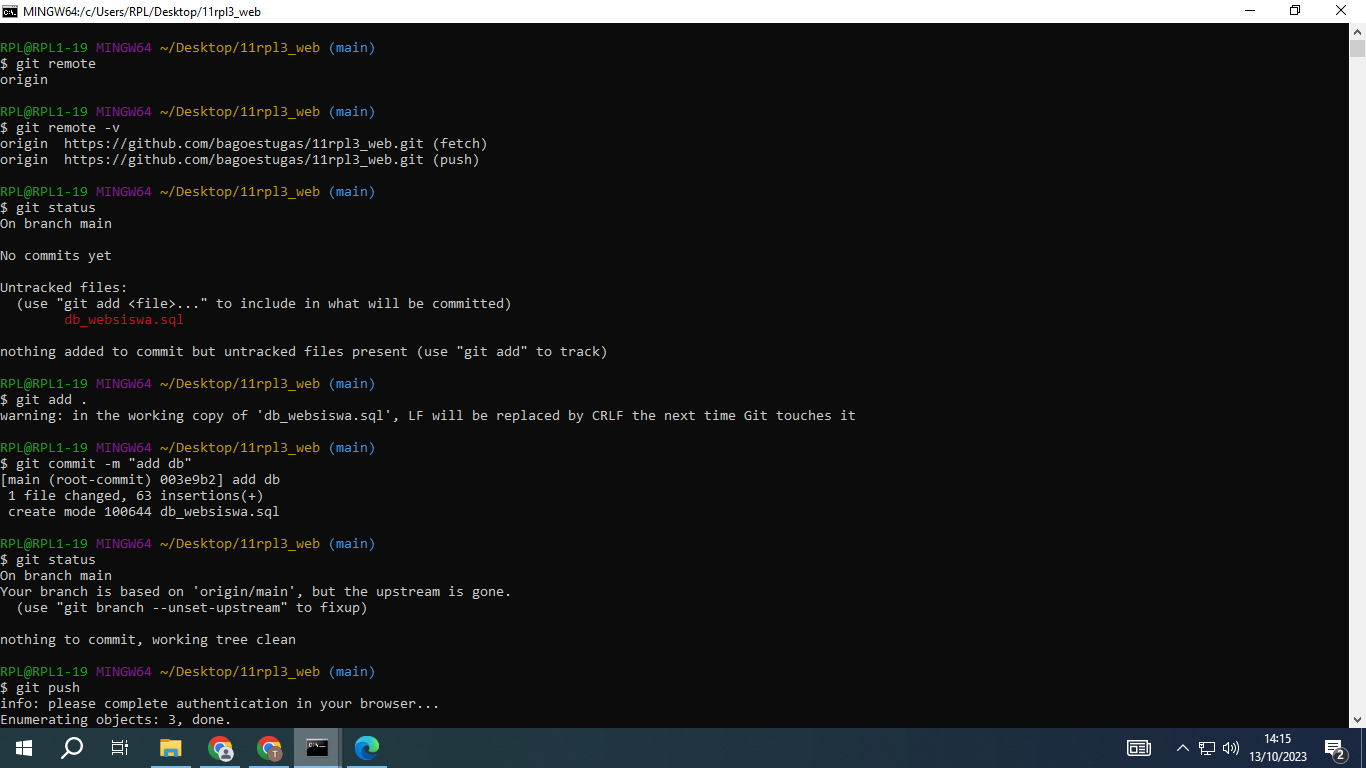 MINGW64:/c/Users/RPL/Desktop/11rpl3_web
RPL@RPL1-19 MINGW64 ~/Desktop/11rpl3_web (main)
$ git remote
origin
RPL@RPL1-19 MINGW64 ~/Desktop/11rpl3_web (main)
$ git remote -v
origin  https://github.com/bagoestugas/11rpl3_web.git (fetch)
origin  https://github.com/bagoestugas/11rpl3_web.git (push)
RPL@RPL1-19 MINGW64 ~/Desktop/11rpl3_web (main)
$ git status
On branch main
No commits yet
Untracked files:
  (use "git add <file>..." to include in what will be committed)
        db_websiswa.sql
nothing added to commit but untracked files present (use "git add" to track)
RPL@RPL1-19 MINGW64 ~/Desktop/11rpl3_web (main)
$ git add .
warning: in the working copy of 'db_websiswa.sql', LF will be replaced by CRLF the next time Git touches it
RPL@RPL1-19 MINGW64 ~/Desktop/11rpl3_web (main)
$ git commit -m "add db"
[main (root-commit) 003e9b2] add db
 1 file changed, 63 insertions(+)
 create mode 100644 db_websiswa.sql
RPL@RPL1-19 MINGW64 ~/Desktop/11rpl3_web (main)
$ git status
On branch main
Your branch is based on 'origin/main', but the upstream is gone.
  (use "git branch --unset-upstream" to fixup)
nothing to commit, working tree clean
RPL@RPL1-19 MINGW64 ~/Desktop/11rpl3_web (main)
$ git push
info: please complete authentication in your browser...
Enumerating objects: 3, done.
T
C:\_
14:15
13/10/2023
2